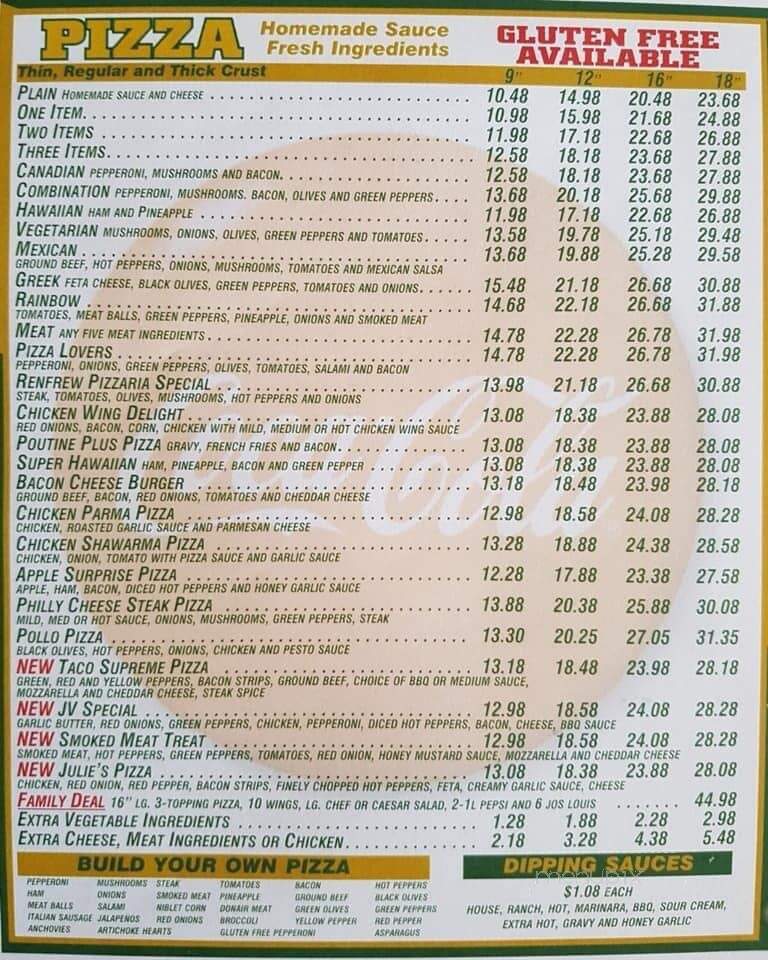 PIZZA Homemade Sauce Fresh Ingredients GLUTEN FREE AVAILABLE
Thin, Regular and Thick Crust 9" 12" 16" 18"
PLAIN HOMEMADE SAUCE AND CHEESE 10.48 14.98 20.48 23.68
ONE ITEM 10.98 15.98 21.68 24.88
TWO ITEMS 11.98 17.18 22.68 26.88
THREE ITEMS 12.58 18.18 23.68 27.88
CANADIAN PEPPERONI, MUSHROOMS AND BACON. 12.58 18.18 23.68 27.88
COMBINATION PEPPERONI, MUSHROOMS. BACON, OLIVES AND GREEN PEPPERS 13.68 20.18 25.68 29.88
HAWAIIAN HAM AND PINEAPPLE 11.98 17.18 22.68 26.88
VEGETARIAN MUSHROOMS, ONIONS, OLIVES, GREEN PEPPERS AND TOMATOES 13.58 19.78 25.18 29.48
MEXICAN 13.68 19.88 25.28 29.58
GROUND BEEF, HOT PEPPERS, ONIONS, MUSHROOMS, TOMATOES AND MEXICAN SALSA
GREEK FETA CHEESE, BLACK OLIVES, GREEN PEPPERS, TOMATOES AND ONIONS 15.48 21.18 26.68 30.88
RAINBOW 14.68 22.18 26.68 31.88
TOMATOES, MEAT BALLS, GREEN PEPPERS, PINEAPPLE, ONIONS AND SMOKED MEAT
MEAT ANY FIVE MEAT INGREDIENTS 14.78 22.28 26.78 31.98
PIZZA LOVERS 14.78 22.28 26.78 31.98
PEPPERONI, ONIONS, GREEN PEPPERS, OLIVES, TOMATOES, SALAMI AND BACON
RENFREW PIZZARIA SPECIAL 13.98 21.18 26.68 30.88
STEAK, TOMATOES, OLIVES, MUSHROOMS, HOT PEPPERS AND ONIONS
CHICKEN WING DELIGHT 13.08 18.38 23.88 28.08
RED ONIONS, BACON, CORN, CHICKEN WITH MILD, MEDIUM OR HOT CHICKEN WING SAUCE
POUTINE PLUS PIZZA GRAVY, FRENCH FRIES AND BACON 13.08 18.38 23.88 28.08
SUPER HAWAIIAN HAM, PINEAPPLE, BACON AND GREEN PEPPER 13.08 18.38 23.88 28.08
BACON CHEESE BURGER 13.18 18.48 23.98 28.18
GROUND BEEF, BACON, RED ONIONS, TOMATOES AND CHEDDAR CHEESE
CHICKEN PARMA PIZZA 12.98 18.58 24.08 28.28
CHICKEN, ROASTED GARLIC SAUCE AND PARMESAN CHEESE
CHICKEN SHAWARMA PIZZA 13.28 18.88 24.38 28.58
CHICKEN, ONION, TOMATO WITH PIZZA SAUCE AND GARLIC SAUCE
APPLE SURPRISE PIZZA 12.28 17.88 23.38 27.58
APPLE, HAM, BACON, DICED HOT PEPPERS AND HONEY GARLIC SAUCE
PHILLY CHEESE STEAK PIZZA 13.88 20.38 25.88 30.08
MILD, MED OR HOT SAUCE, ONIONS, MUSHROOMS, GREEN PEPPERS, STEAK
POLLO PIZZA 13.30 20.25 27.05 31.35
BLACK OLIVES, HOT PEPPERS, ONIONS, CHICKEN AND PESTO SAUCE
NEW TACO SUPREME PIZZA 13.18 18.48 23.98 28.18
GREEN, RED AND YELLOW PEPPERS, BACON STRIPS, GROUND BEEF, CHOICE OF BBQ OR MEDIUM SAUCE,
MOZZARELLA AND CHEDDAR CHEESE, STEAK SPICE
NEW JV SPECIAL 12.98 18.58 24.08 28.28
GARLIC BUTTER, RED ONIONS, GREEN PEPPERS, CHICKEN, PEPPERONI, DICED HOT PEPPERS, BACON, CHEESE, BBQ SAUCE
NEW SMOKED MEAT TREAT 12.98 18.58 24.08 28.28
SMOKED MEAT, HOT PEPPERS, GREEN PEPPERS, TOMATOES, RED ONION, HONEY MUSTARD SAUCE, MOZZARELLA AND CHEDDAR CHEESE
NEW JULIE'S PIZZA 13.08 18.38 23.88 28.08
CHICKEN, RED ONION, RED PEPPER, BACON STRIPS, FINELY CHOPPED HOT PEPPERS, FETA, CREAMY GARLIC SAUCE, CHEESE
FAMILY DEAL 16" LG. 3-TOPPING PIZZA, 10 WINGS, LG. CHEF OR CAESAR SALAD, 2-1L PEPSI AND 6 JOS LOUIS 44.98
EXTRA VEGETABLE INGREDIENTS 1.28 1.88 2.28 2.98
EXTRA CHEESE, MEAT INGREDIENTS OR CHICKEN 2.18 3.28 4.38 5.48
BUILD YOUR OWN PIZZA
PEPPERONI MUSHROOMS STEAK TOMATOES BACON HOT PEPPERS
HAM ONIONS SMOKED MEAT PINEAPPLE GROUND BEEF BLACK OLIVES
MEAT BALLS SALAMI NIBLET CORN DONAIR MEAT GREEN OLIVES GREEN PEPPERS
ITALIAN SAUSAGE JALAPENOS RED ONIONS BROCCOLI YELLOW PEPPER RED PEPPER
ANCHOVIES ARTICHOKE HEARTS GLUTEN FREE PEPPERONI ASPARAGUS
DIPPING SAUCES
$1.08 EACH
HOUSE, RANCH, HOT, MARINARA, BBQ, SOUR CREAM,
EXTRA HOT, GRAVY AND HONEY GARLIC
Coca-Cola